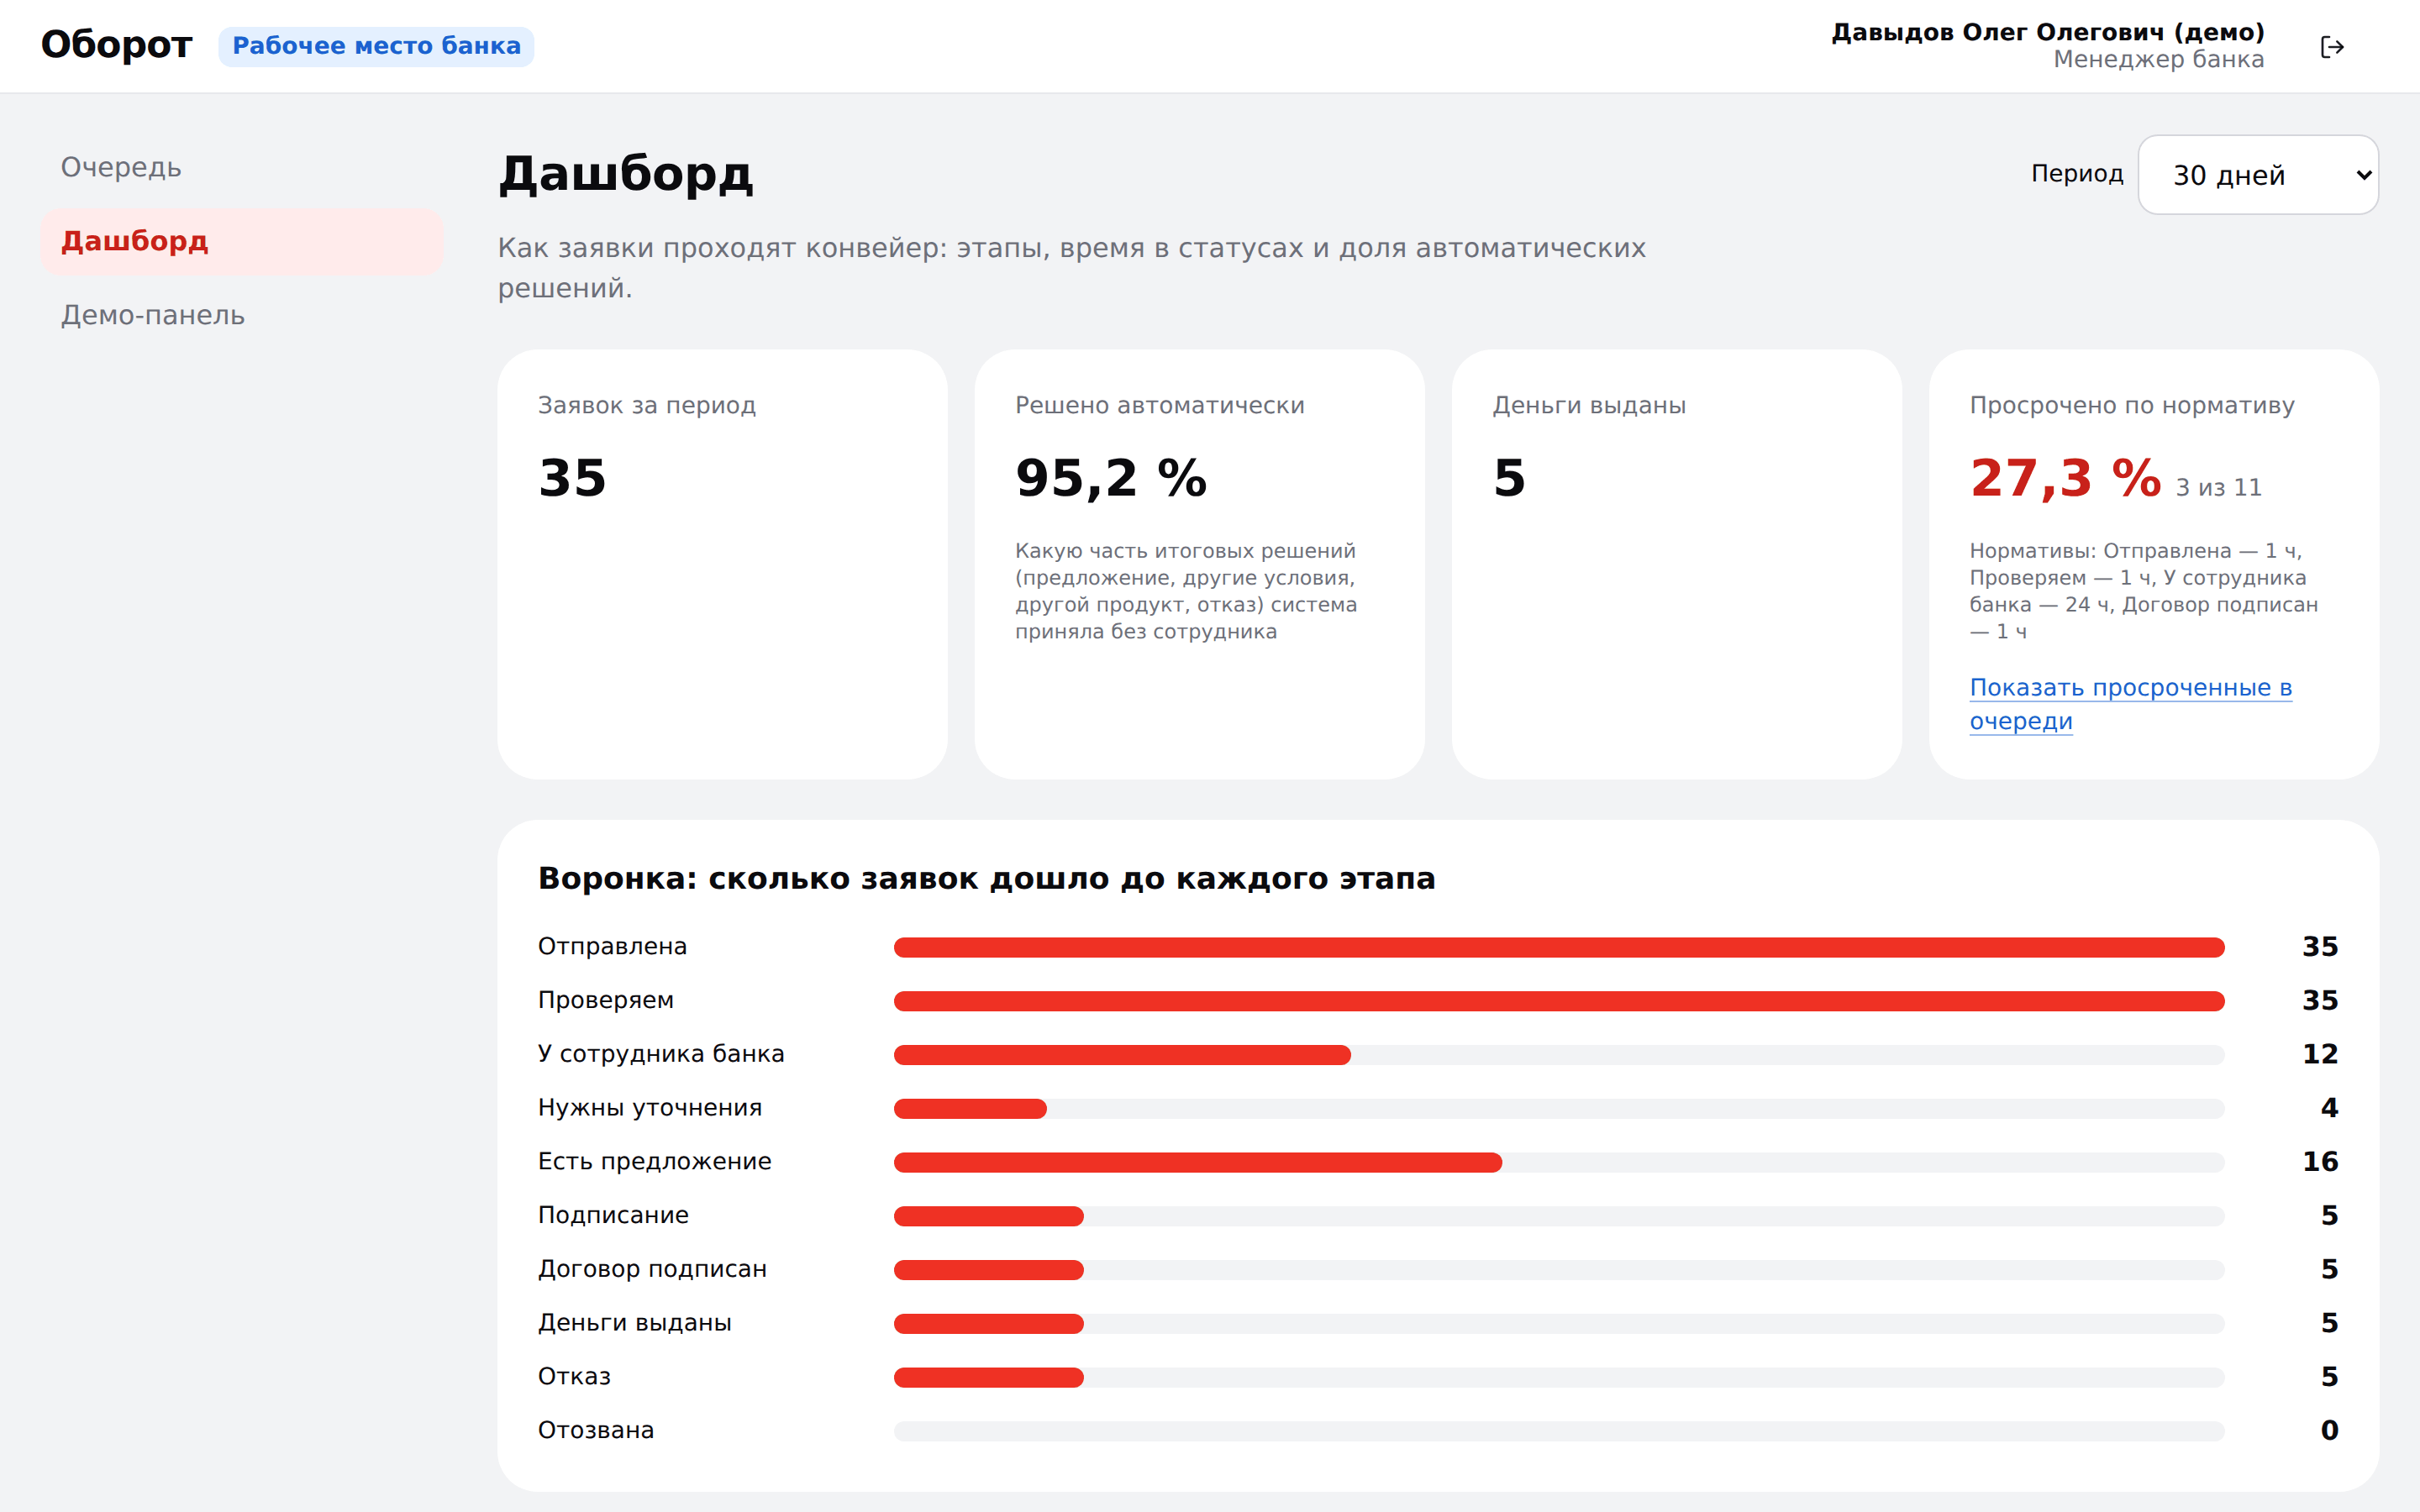 Оборот
Рабочее место банка
Давыдов Олег Олегович (демо)
Менеджер банка
Очередь
Дашборд
Демо-панель
Дашборд
Период
30 дней
Как заявки проходят конвейер: этапы, время в статусах и доля автоматических
решений.
Заявок за период
35
Решено автоматически
95,2 %
Какую часть итоговых решений
(предложение, другие условия,
другой продукт, отказ) система
приняла без сотрудника
Деньги выданы
5
Просрочено по нормативу
27,3 % 3 из 11
Нормативы: Отправлена — 1 ч,
Проверяем — 1 ч, У сотрудника
банка — 24 ч, Договор подписан
— 1 ч
Показать просроченные в
очереди
Воронка: сколько заявок дошло до каждого этапа
Отправлена 35
Проверяем 35
У сотрудника банка 12
Нужны уточнения 4
Есть предложение 16
Подписание 5
Договор подписан 5
Деньги выданы 5
Отказ 5
Отозвана 0